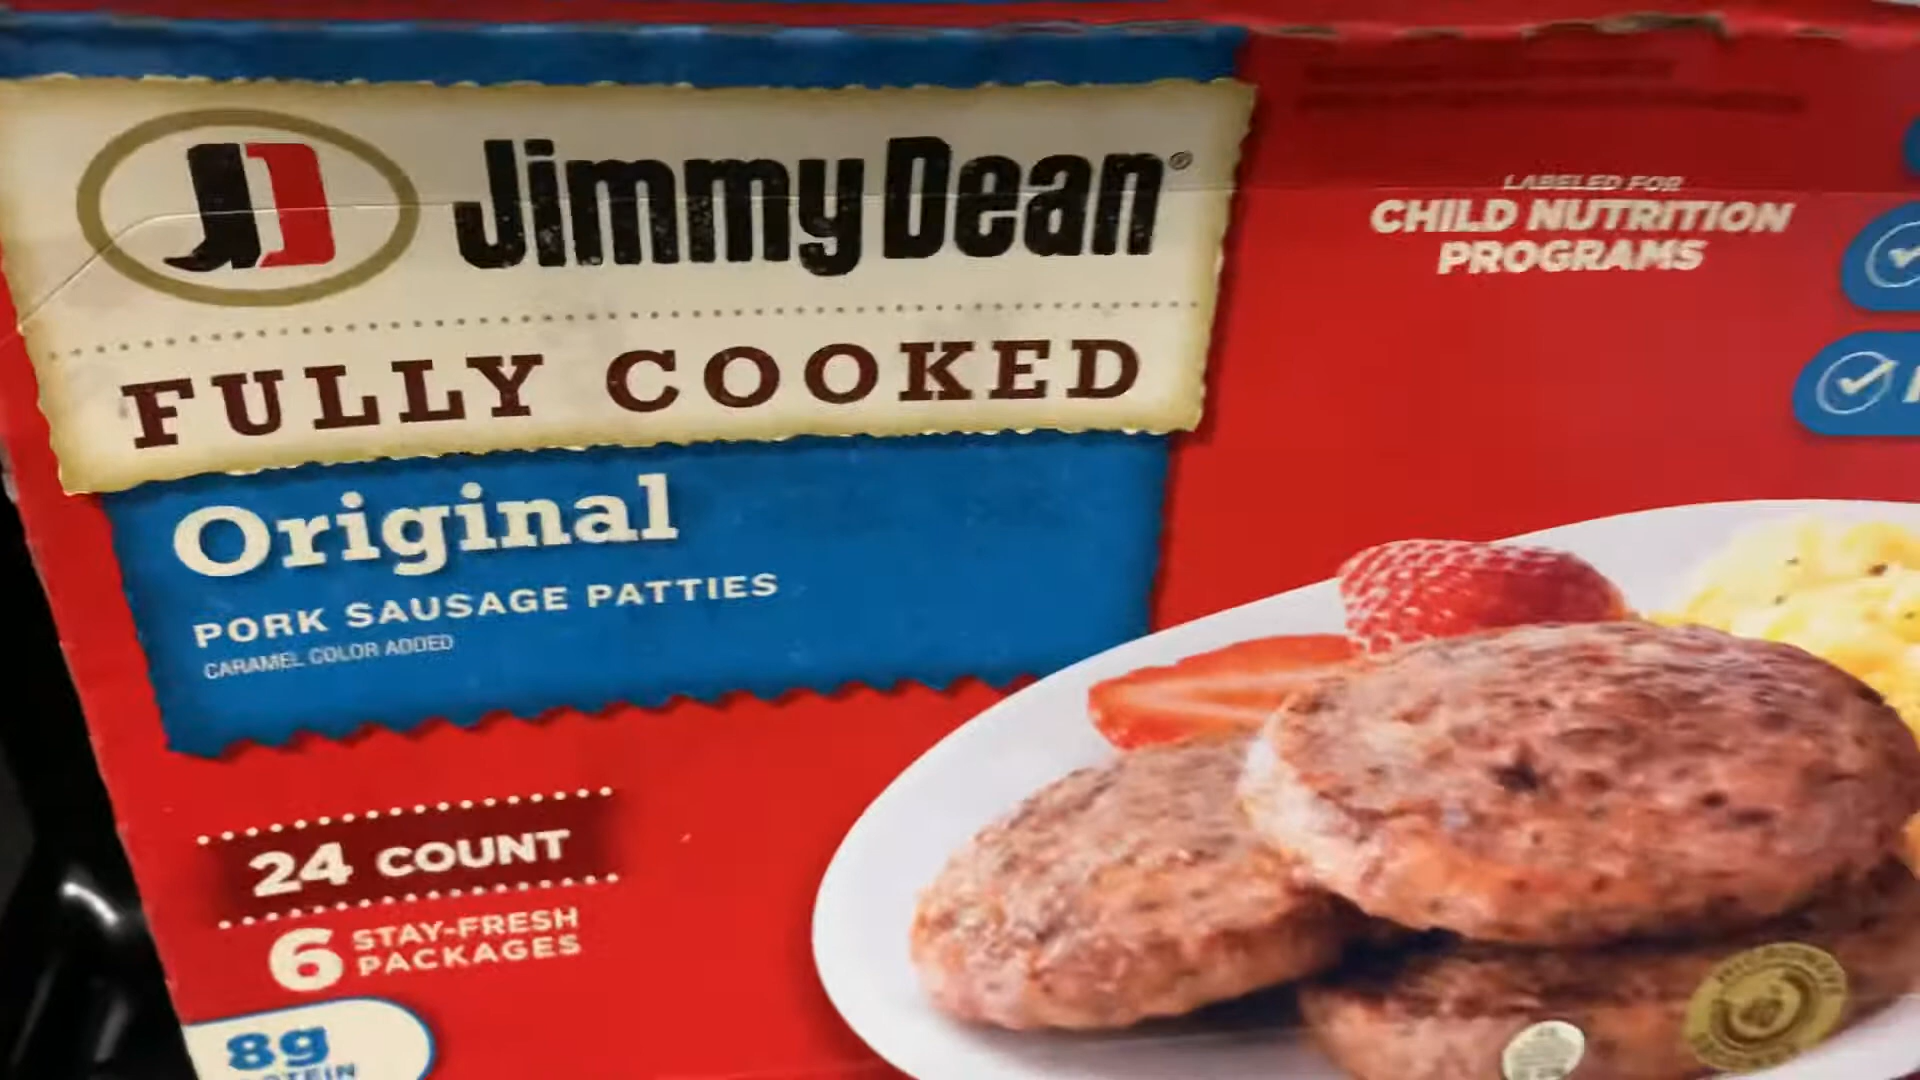 JD Jimmy Dean®
FULLY COOKED
Original
PORK SAUSAGE PATTIES
CARAMEL COLOR ADDED
24 COUNT
6 STAY-FRESH
PACKAGES
8g
LABELED FOR
CHILD NUTRITION
PROGRAMS